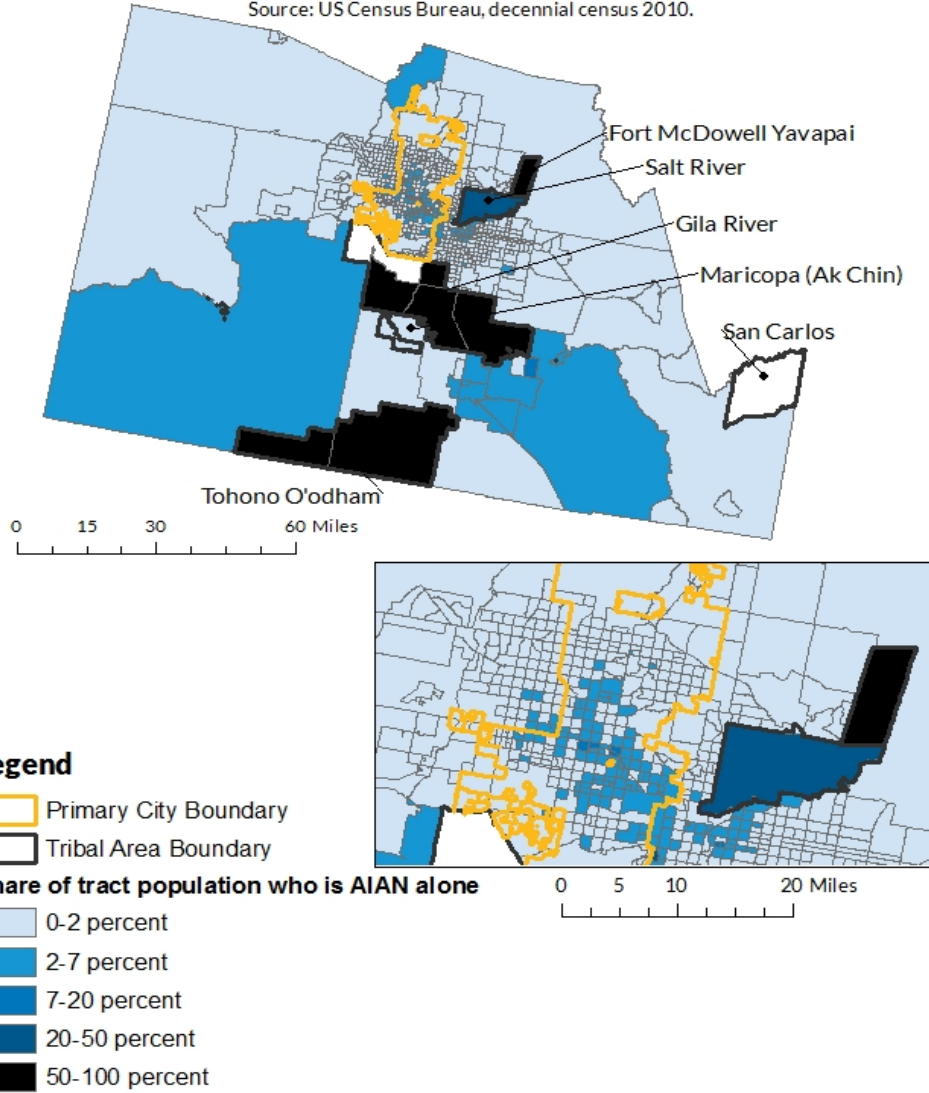 Source: US Census Bureau, decennial census 2010.
Fort McDowell Yavapai
Salt River
Gila River
Maricopa (Ak Chin)
San Carlos
Tohono O'odham
0 15 30 60 Miles
egend
Primary City Boundary
Tribal Area Boundary
are of tract population who is AIAN alone
0 5 10 20 Miles
0-2 percent
2-7 percent
7-20 percent
20-50 percent
50-100 percent